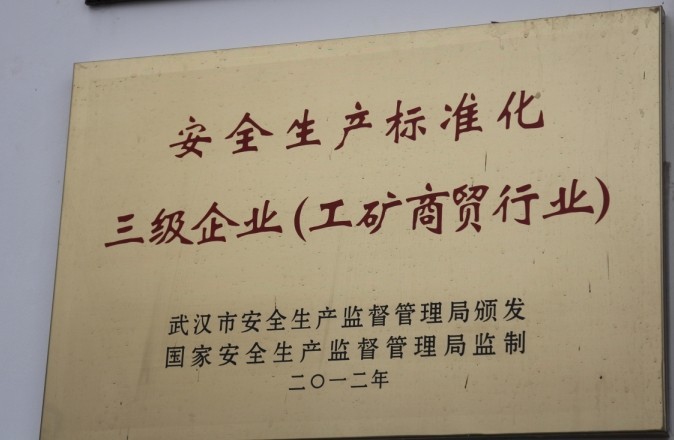 安全生产标准化
三级企业(工矿商贸行业)
武汉市安全生产监督管理局颁发
国家安全生产监督管理局监制
二〇一二年